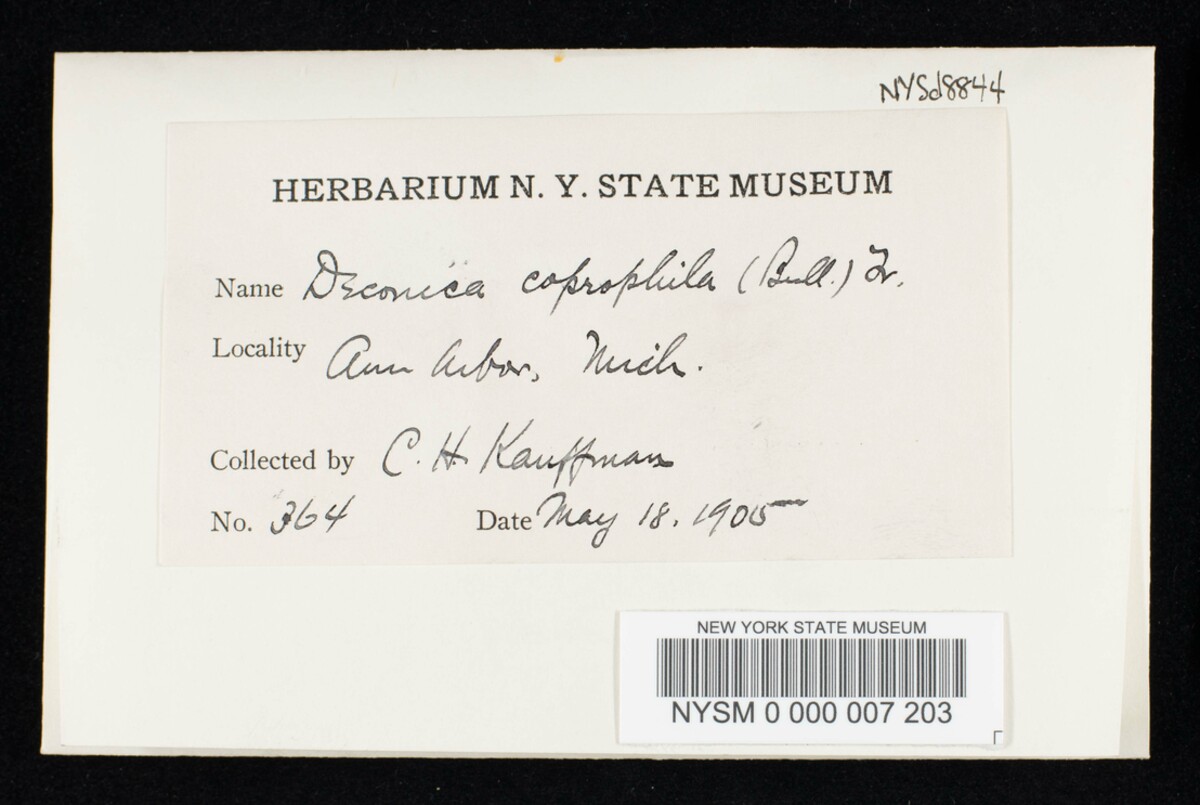 NYSd8844
HERBARIUM N. Y. STATE MUSEUM
Name Deconica coprophila (Bull.) Fr.
Locality Ann Arbor, Mich.
Collected by C. H. Kauffman
No. 364 Date May 18. 1905
NEW YORK STATE MUSEUM
NYSM 0 000 007 203